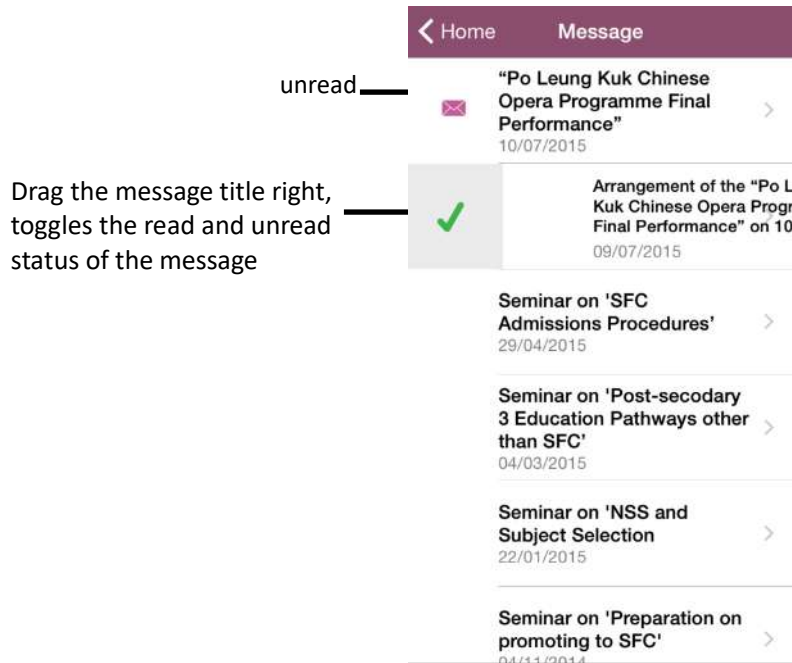 Home
Message
unread
“Po Leung Kuk Chinese
Opera Programme Final
Performance”
10/07/2015
Drag the message title right,
toggles the read and unread
status of the message
Arrangement of the “Po L
Kuk Chinese Opera Progr
Final Performance” on 10
09/07/2015
Seminar on 'SFC
Admissions Procedures’
29/04/2015
Seminar on 'Post-secodary
3 Education Pathways other
than SFC’
04/03/2015
Seminar on 'NSS and
Subject Selection
22/01/2015
Seminar on 'Preparation on
promoting to SFC'
04/11/2014